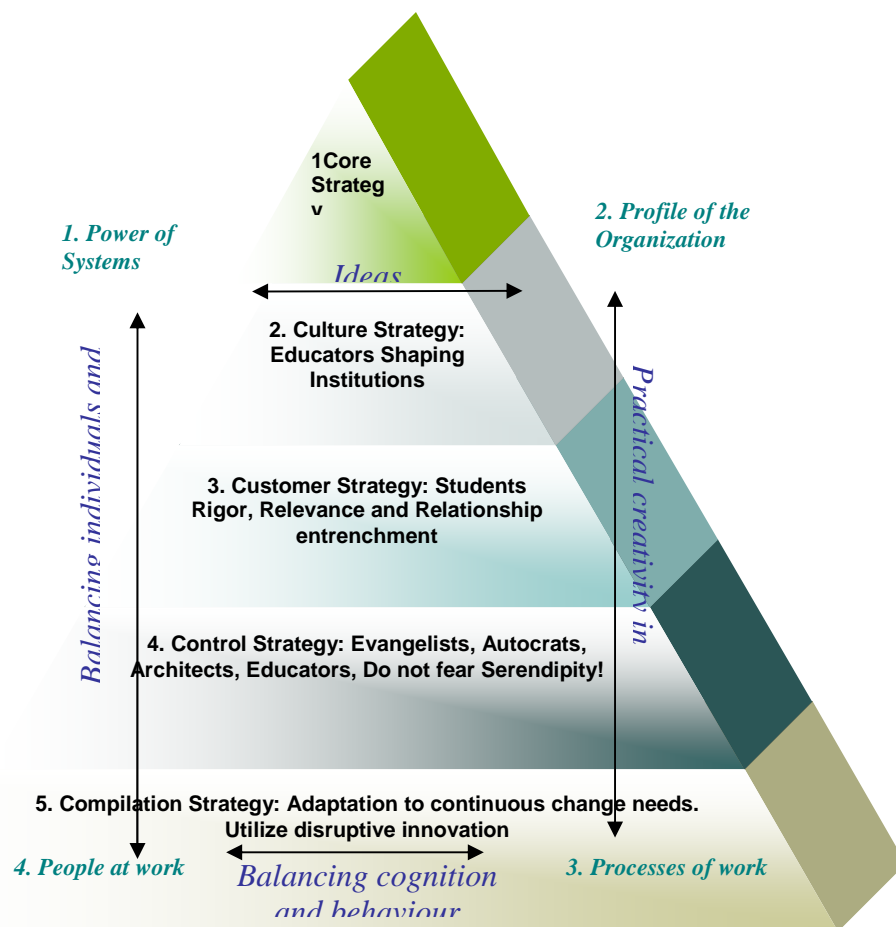 1Core
Strateg
y
1. Power of
Systems
2. Profile of the
Organization
Ideas
2. Culture Strategy:
Educators Shaping
Institutions
Balancing individuals and
Practical creativity in
3. Customer Strategy: Students
Rigor, Relevance and Relationship
entrenchment
4. Control Strategy: Evangelists, Autocrats,
Architects, Educators, Do not fear Serendipity!
5. Compilation Strategy: Adaptation to continuous change needs.
Utilize disruptive innovation
4. People at work
Balancing cognition
and behaviour
3. Processes of work